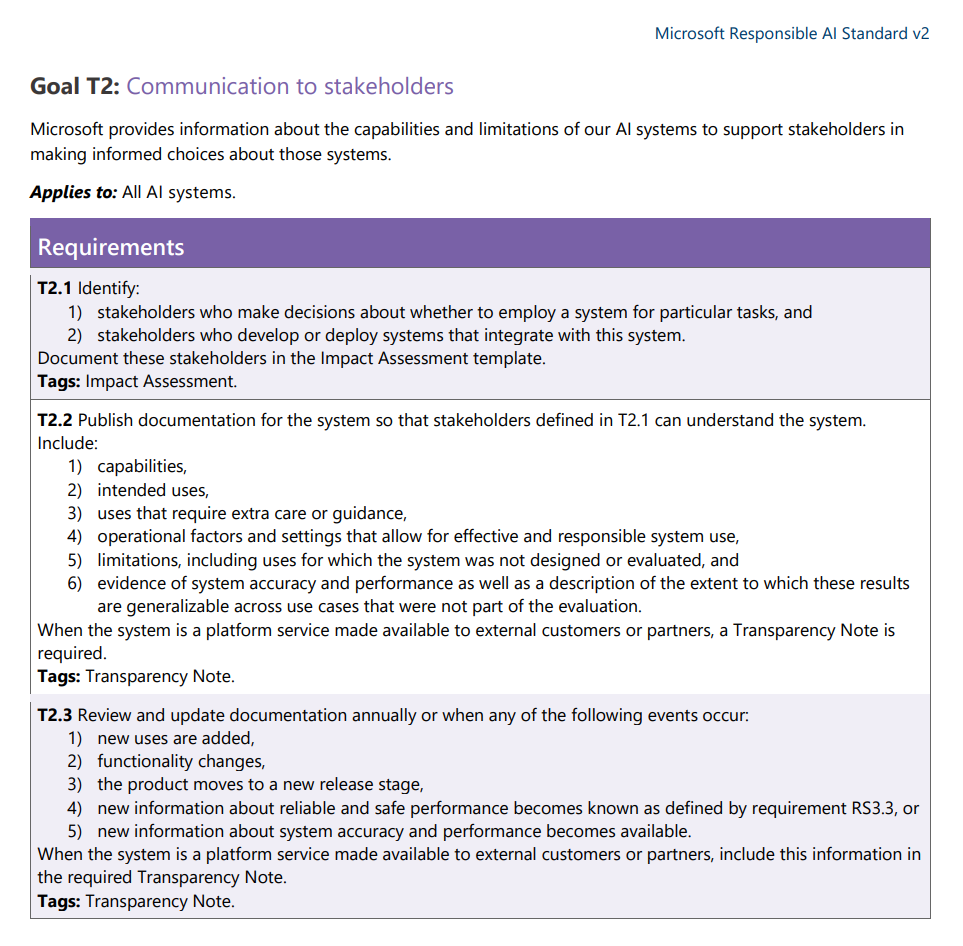 Microsoft Responsible AI Standard v2
Goal T2: Communication to stakeholders
Microsoft provides information about the capabilities and limitations of our AI systems to support stakeholders in
making informed choices about those systems.
Applies to: All AI systems.
Requirements
T2.1 Identify:
1) stakeholders who make decisions about whether to employ a system for particular tasks, and
2) stakeholders who develop or deploy systems that integrate with this system.
Document these stakeholders in the Impact Assessment template.
Tags: Impact Assessment.
T2.2 Publish documentation for the system so that stakeholders defined in T2.1 can understand the system.
Include:
1) capabilities,
2) intended uses,
3) uses that require extra care or guidance,
4) operational factors and settings that allow for effective and responsible system use,
5) limitations, including uses for which the system was not designed or evaluated, and
6) evidence of system accuracy and performance as well as a description of the extent to which these results
are generalizable across use cases that were not part of the evaluation.
When the system is a platform service made available to external customers or partners, a Transparency Note is
required.
Tags: Transparency Note.
T2.3 Review and update documentation annually or when any of the following events occur:
1) new uses are added,
2) functionality changes,
3) the product moves to a new release stage,
4) new information about reliable and safe performance becomes known as defined by requirement RS3.3, or
5) new information about system accuracy and performance becomes available.
When the system is a platform service made available to external customers or partners, include this information in
the required Transparency Note.
Tags: Transparency Note.